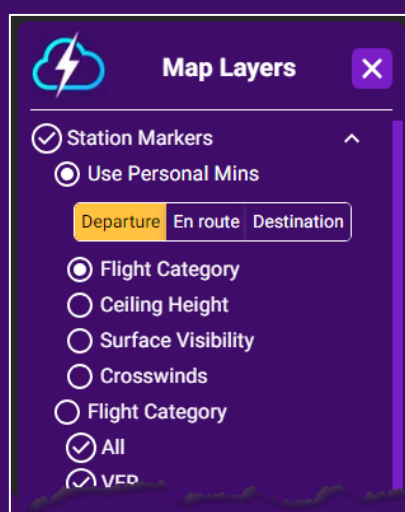 Map Layers
Station Markers
Use Personal Mins
Departure En route Destination
Flight Category
Ceiling Height
Surface Visibility
Crosswinds
Flight Category
All